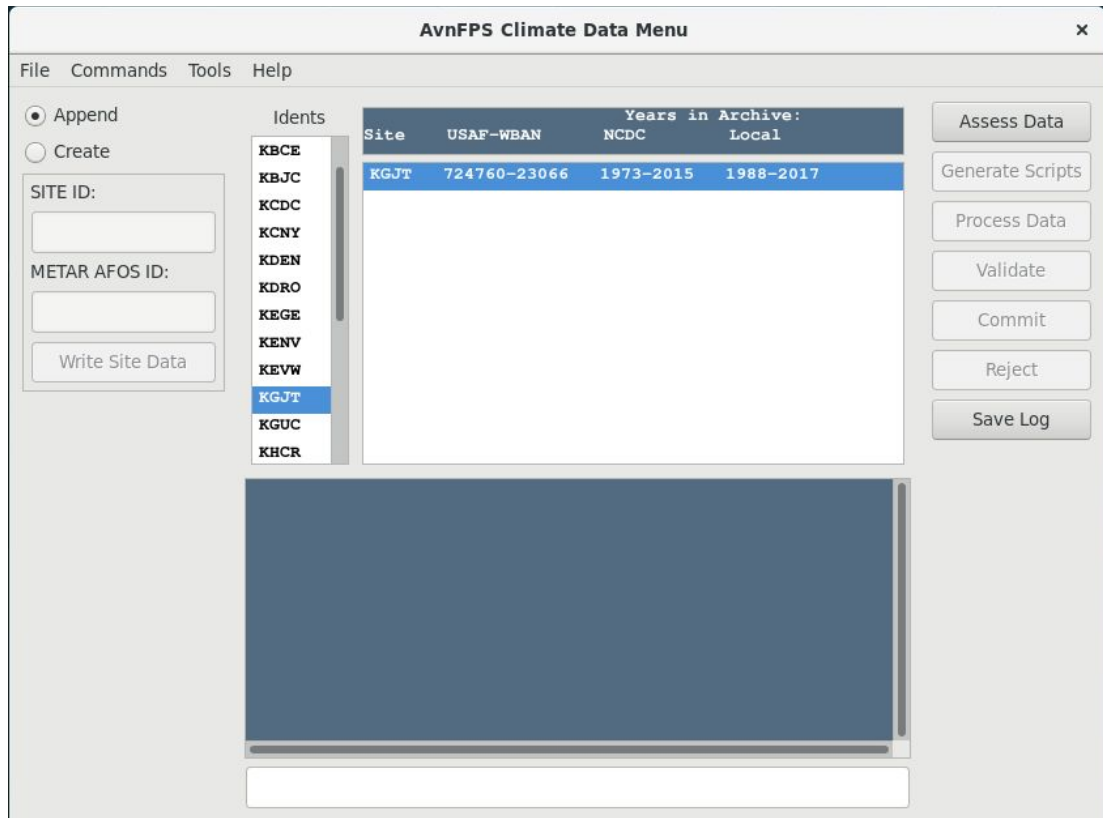 AvnFPS Climate Data Menu ×
File Commands Tools Help
Append
Create
SITE ID:
METAR AFOS ID:
Write Site Data
Idents
KBCE
KBJC
KCDC
KCNY
KDEN
KDRO
KEGE
KENV
KEVW
KGJT
KGUC
KHCR
Years in Archive:
Site USAF-WBAN NCDC Local
KGJT 724760-23066 1973-2015 1988-2017
Assess Data
Generate Scripts
Process Data
Validate
Commit
Reject
Save Log